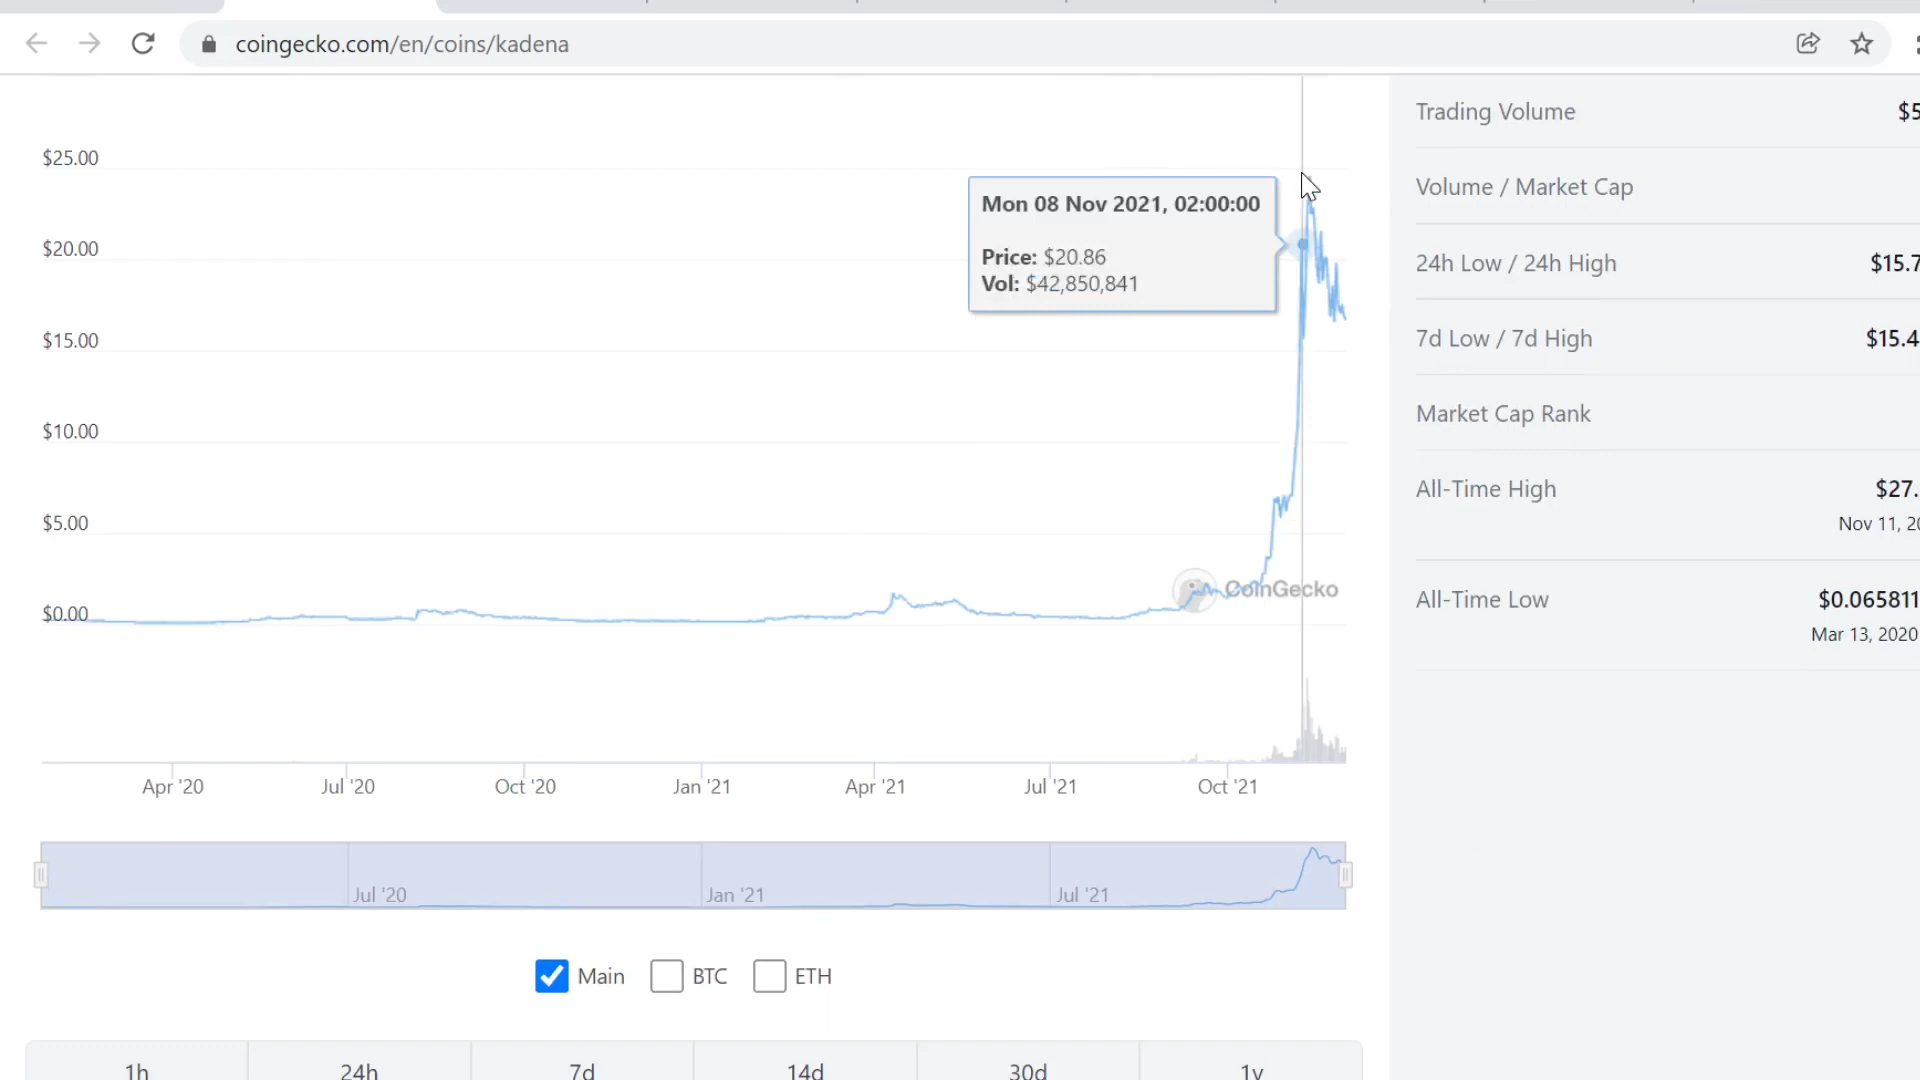 coingecko.com/en/coins/kadena
Trading Volume $5
$25.00
Mon 08 Nov 2021, 02:00:00
Price: $20.86
Vol: $42,850,841
Volume / Market Cap
$20.00
24h Low / 24h High $15.7
$15.00
7d Low / 7d High $15.4
$10.00
Market Cap Rank
$5.00
All-Time High $27.
Nov 11, 20
$0.00
CoinGecko
All-Time Low $0.065811
Mar 13, 2020
Apr '20 Jul '20 Oct '20 Jan '21 Apr '21 Jul '21 Oct '21
Jul '20 Jan '21 Jul '21
Main BTC ETH
1h 24h 7d 14d 30d 1y